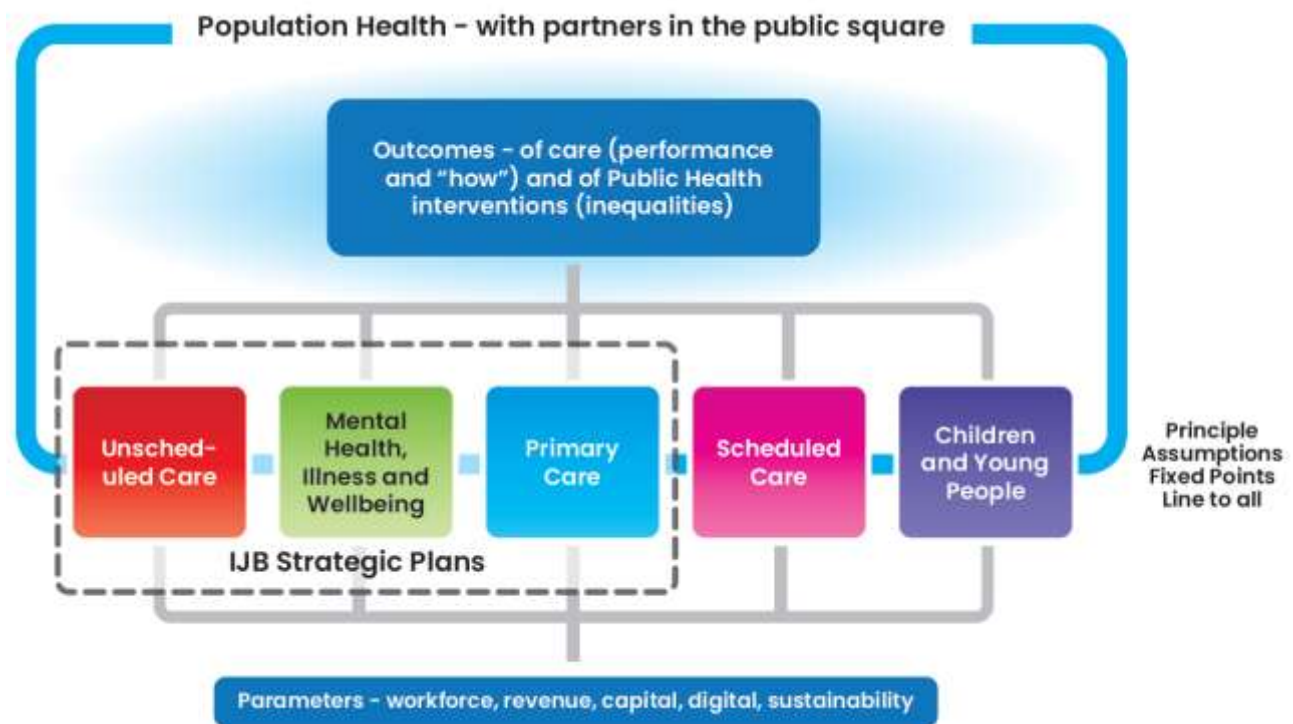 Population Health - with partners in the public square
Outcomes - of care (performance
and “how”) and of Public Health
interventions (inequalities)
Unsched-
uled Care
Mental
Health,
Illness and
Wellbeing
Primary
Care
Scheduled
Care
Children
and Young
People
Principle
Assumptions
Fixed Points
Line to all
IJB Strategic Plans
Parameters - workforce, revenue, capital, digital, sustainability